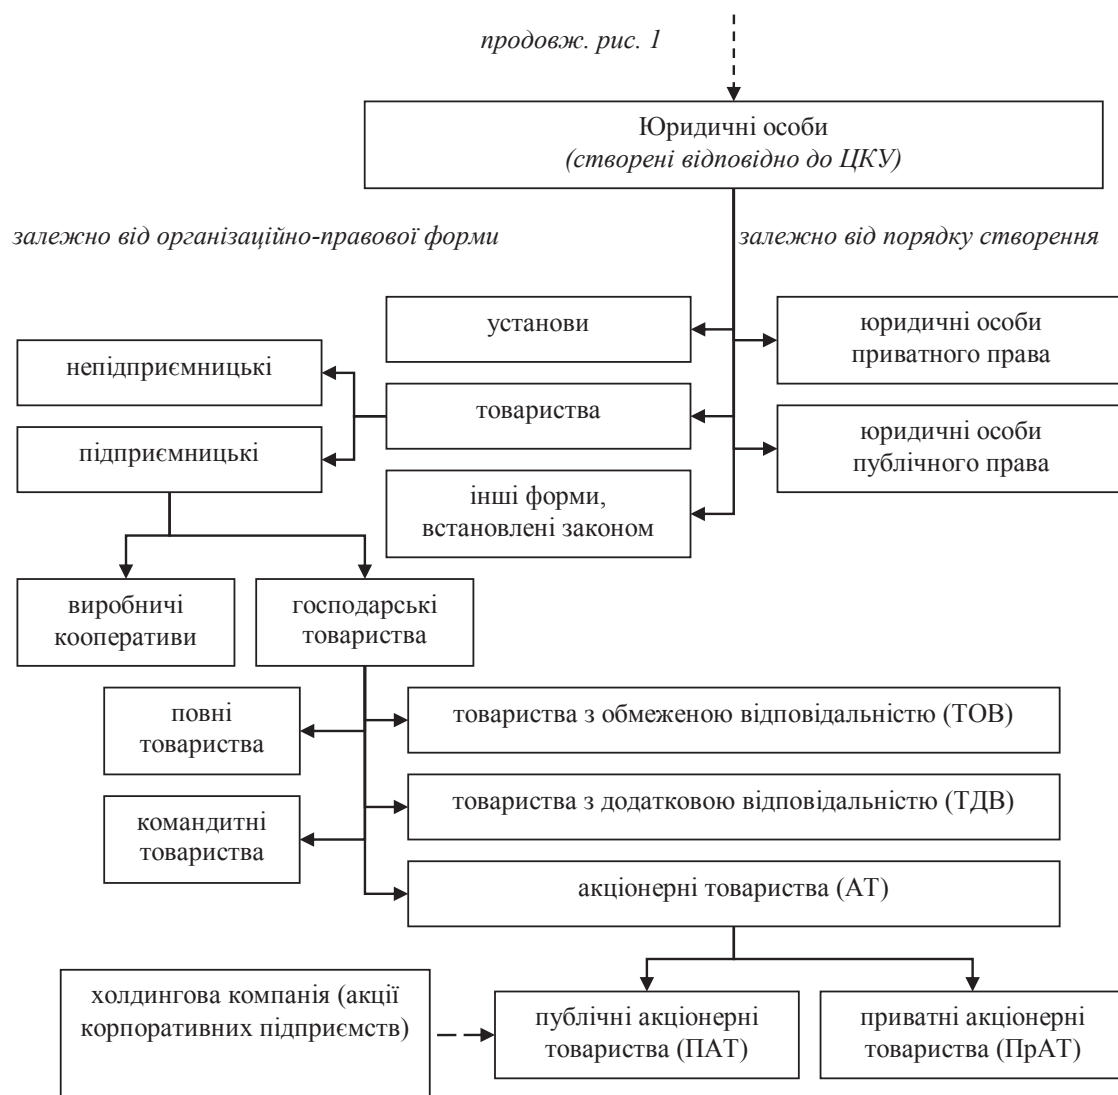 продовж. рис. 1
Юридичні особи
(створені відповідно до ЦКУ)
залежно від організаційно-правової форми
залежно від порядку створення
установи
юридичні особи
приватного права
непідприємницькі
товариства
підприємницькі
юридичні особи
публічного права
інші форми,
встановлені законом
виробничі
кооперативи
господарські
товариства
повні
товариства
товариства з обмеженою відповідальністю (ТОВ)
товариства з додатковою відповідальністю (ТДВ)
командитні
товариства
акціонерні товариства (АТ)
холдингова компанія (акції
корпоративних підприємств)
публічні акціонерні
товариства (ПАТ)
приватні акціонерні
товариства (ПрАТ)